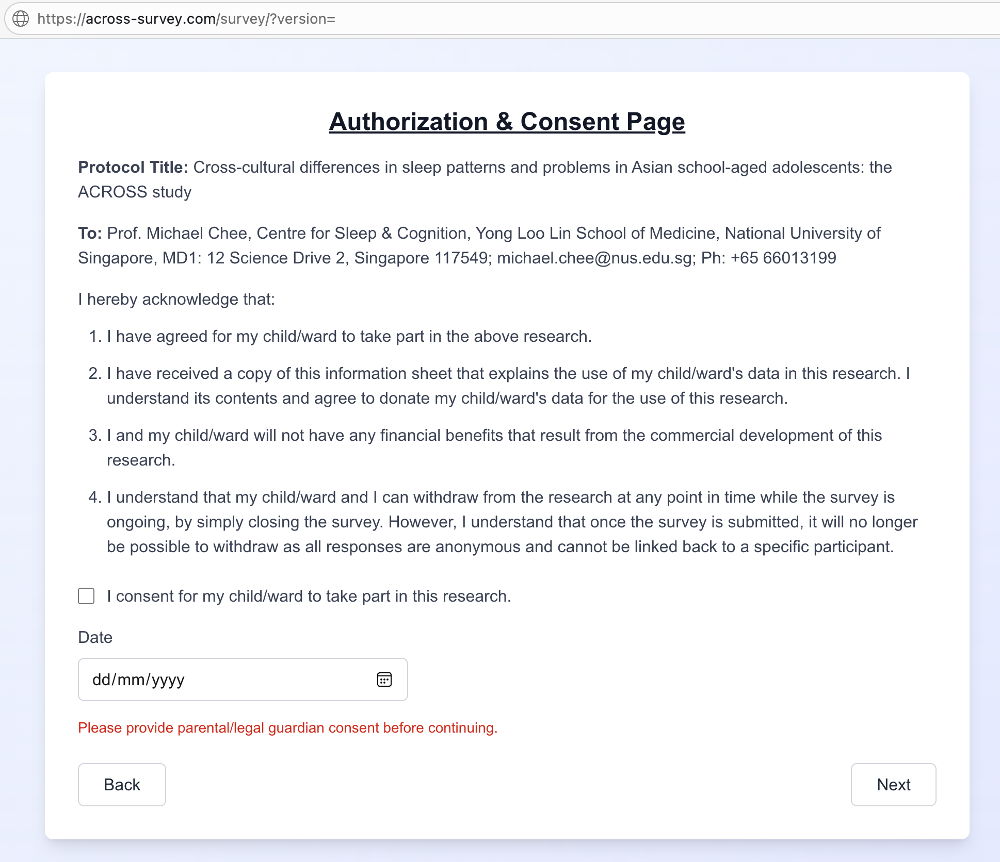 https://across-survey.com/survey/?version=
Authorization & Consent Page
Protocol Title: Cross-cultural differences in sleep patterns and problems in Asian school-aged adolescents: the
ACROSS study
To: Prof. Michael Chee, Centre for Sleep & Cognition, Yong Loo Lin School of Medicine, National University of
Singapore, MD1: 12 Science Drive 2, Singapore 117549; michael.chee@nus.edu.sg; Ph: +65 66013199
I hereby acknowledge that:
1. I have agreed for my child/ward to take part in the above research.
2. I have received a copy of this information sheet that explains the use of my child/ward's data in this research. I
understand its contents and agree to donate my child/ward's data for the use of this research.
3. I and my child/ward will not have any financial benefits that result from the commercial development of this
research.
4. I understand that my child/ward and I can withdraw from the research at any point in time while the survey is
ongoing, by simply closing the survey. However, I understand that once the survey is submitted, it will no longer
be possible to withdraw as all responses are anonymous and cannot be linked back to a specific participant.
I consent for my child/ward to take part in this research.
Date
dd/mm/yyyy
Please provide parental/legal guardian consent before continuing.
Back
Next